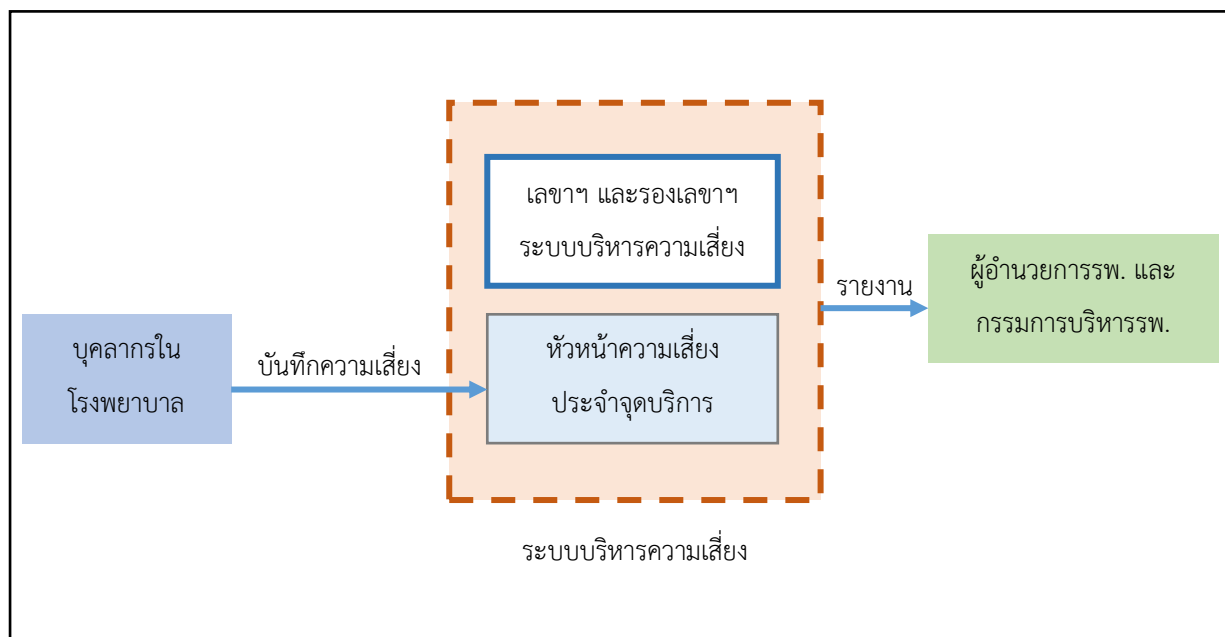 เลขาฯ และรองเลขาฯ
ระบบบริหารความเสี่ยง
รายงาน
ผู้อำนวยการรพ. และ
กรรมการบริหารรพ.
บุคลากรใน
โรงพยาบาล
บันทึกความเสี่ยง
หัวหน้าความเสี่ยง
ประจำจุดบริการ
ระบบบริหารความเสี่ยง